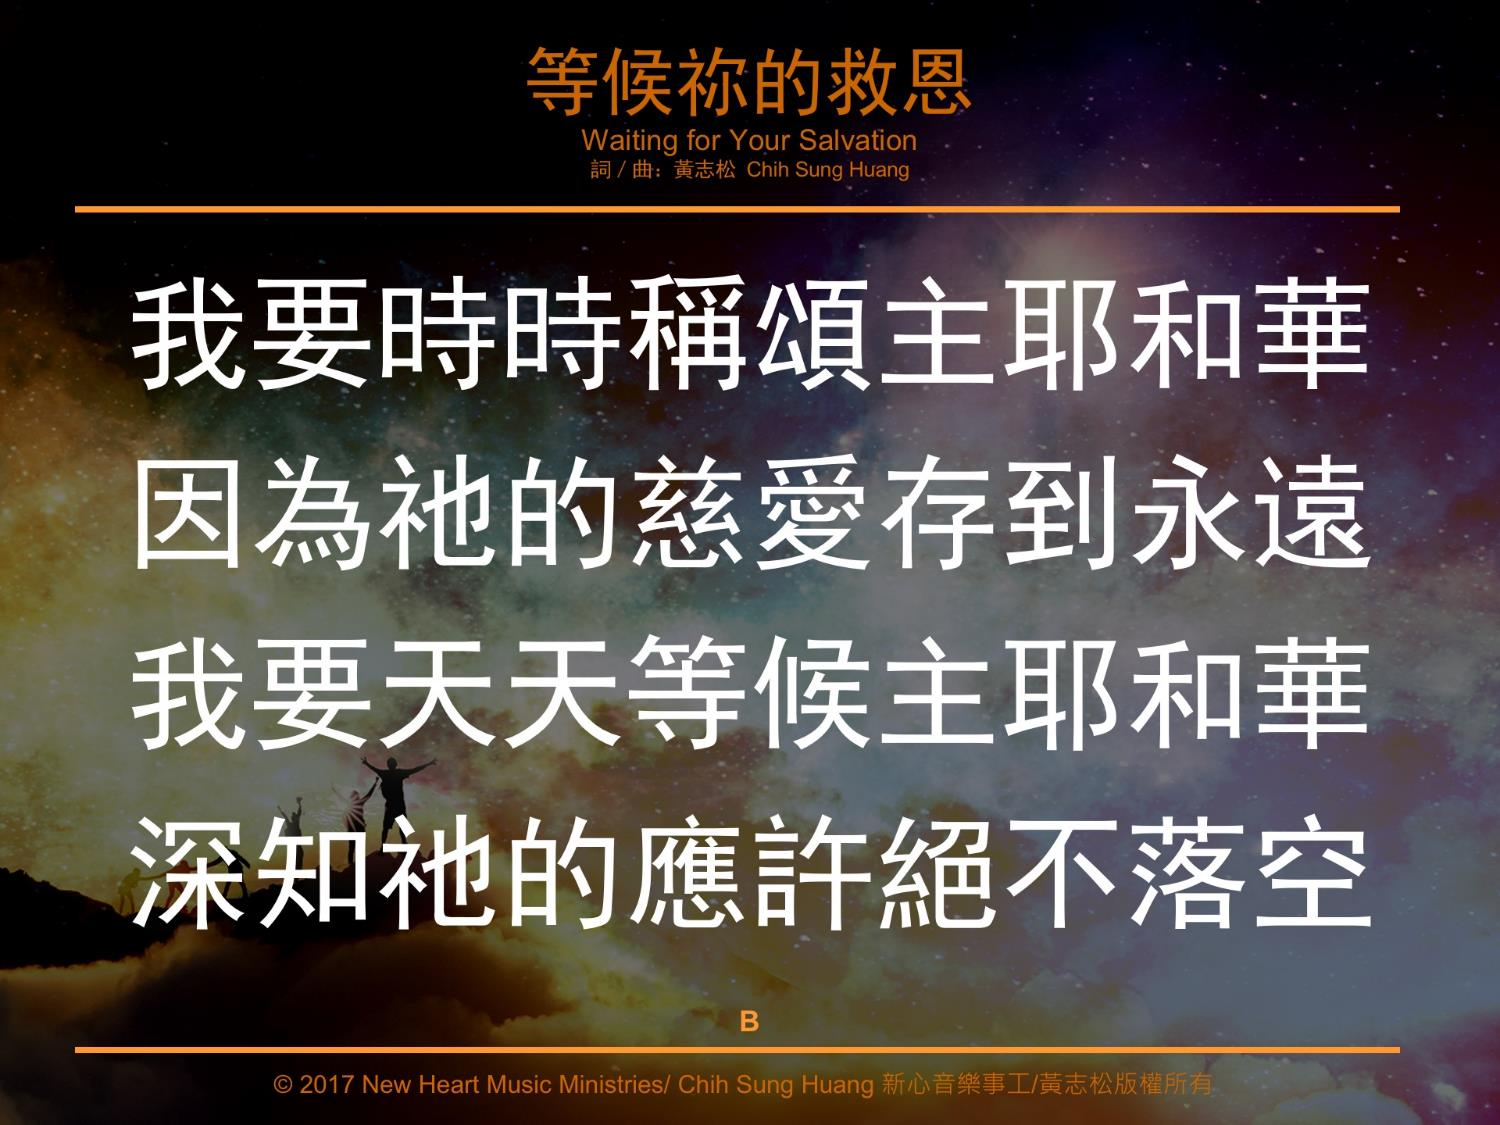 等候祢的救恩
Waiting for Your Salvation
詞 / 曲：黃志松 Chih Sung Huang
我要時時稱頌主耶和華
因為祂的慈愛存到永遠
我要天天等候主耶和華
深知祂的應許絕不落空
B
© 2017 New Heart Music Ministries/ Chih Sung Huang 新心音樂事工/黃志松版權所有